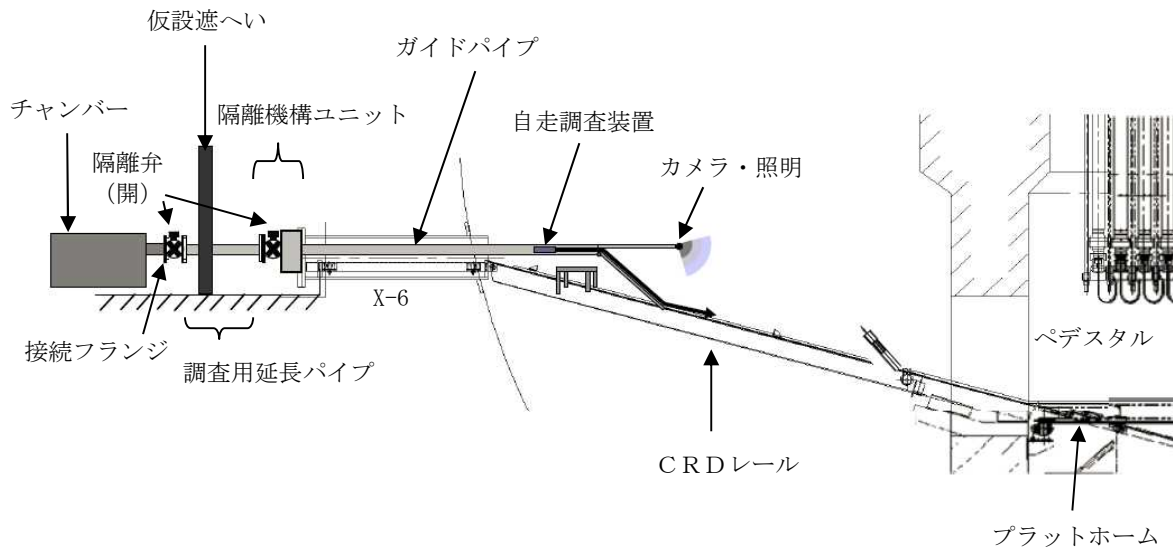 仮設遮へい
ガイドパイプ
チャンバー
隔離機構ユニット
自走調査装置
カメラ・照明
隔離弁
(開)
X-6
ペデスタル
接続フランジ
調査用延長パイプ
ＣＲＤレール
プラットホーム